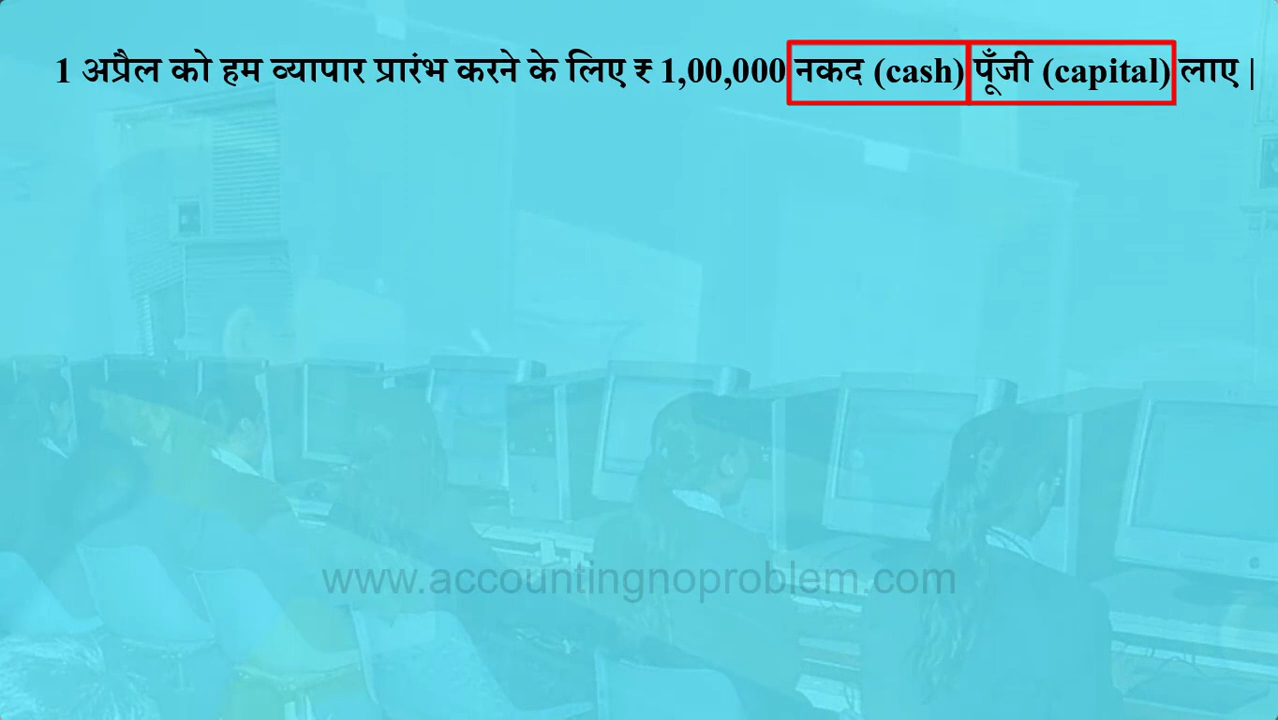 1 अप्रैल को हम व्यापार प्रारंभ करने के लिए ₹ 1,00,000 नकद (cash) पूँजी (capital) लाए |
www.accountingnoproblem.com